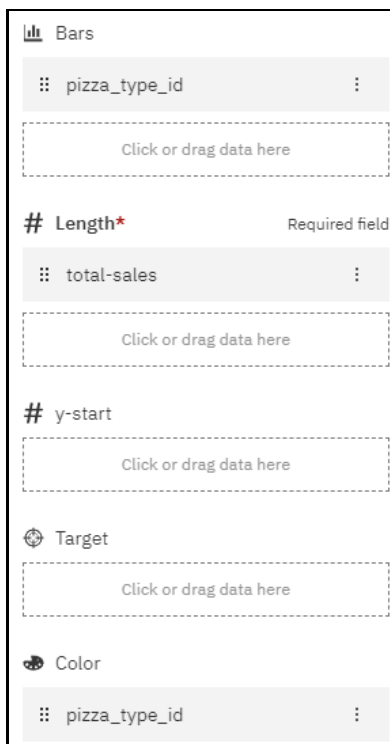 Bars
pizza_type_id
Click or drag data here
# Length* Required field
total-sales
Click or drag data here
# y-start
Click or drag data here
Target
Click or drag data here
Color
pizza_type_id